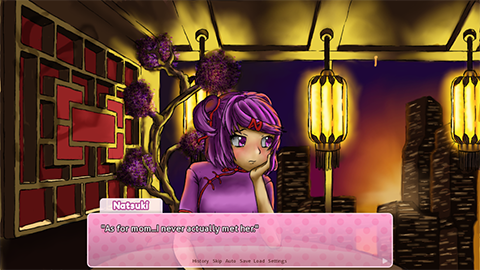 Natsuki
"As for mom...I never actually met her."
History Skip Auto Save Load Settings